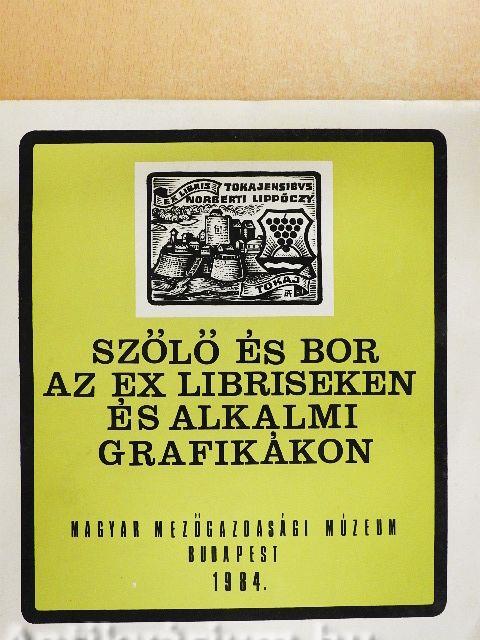 EX LIBRIS TOKAJENSIBVS
NORBERTI LIPPÓCZY
TOKAJ
SZŐLŐ ÉS BOR
AZ EX LIBRISEKEN
ÉS ALKALMI
GRAFIKÁKON
MAGYAR MEZŐGAZDASÁGI MÚZEUM
BUDAPEST
1984.